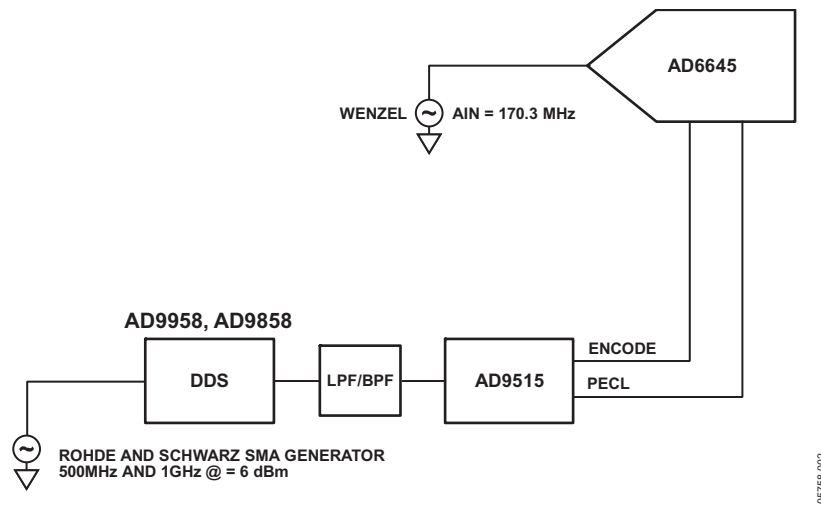 AD6645
WENZEL
~
AIN = 170.3 MHz
AD9958, AD9858
DDS
LPF/BPF
AD9515
ENCODE
PECL
~
ROHDE AND SCHWARZ SMA GENERATOR
500MHz AND 1GHz @ = 6 dBm